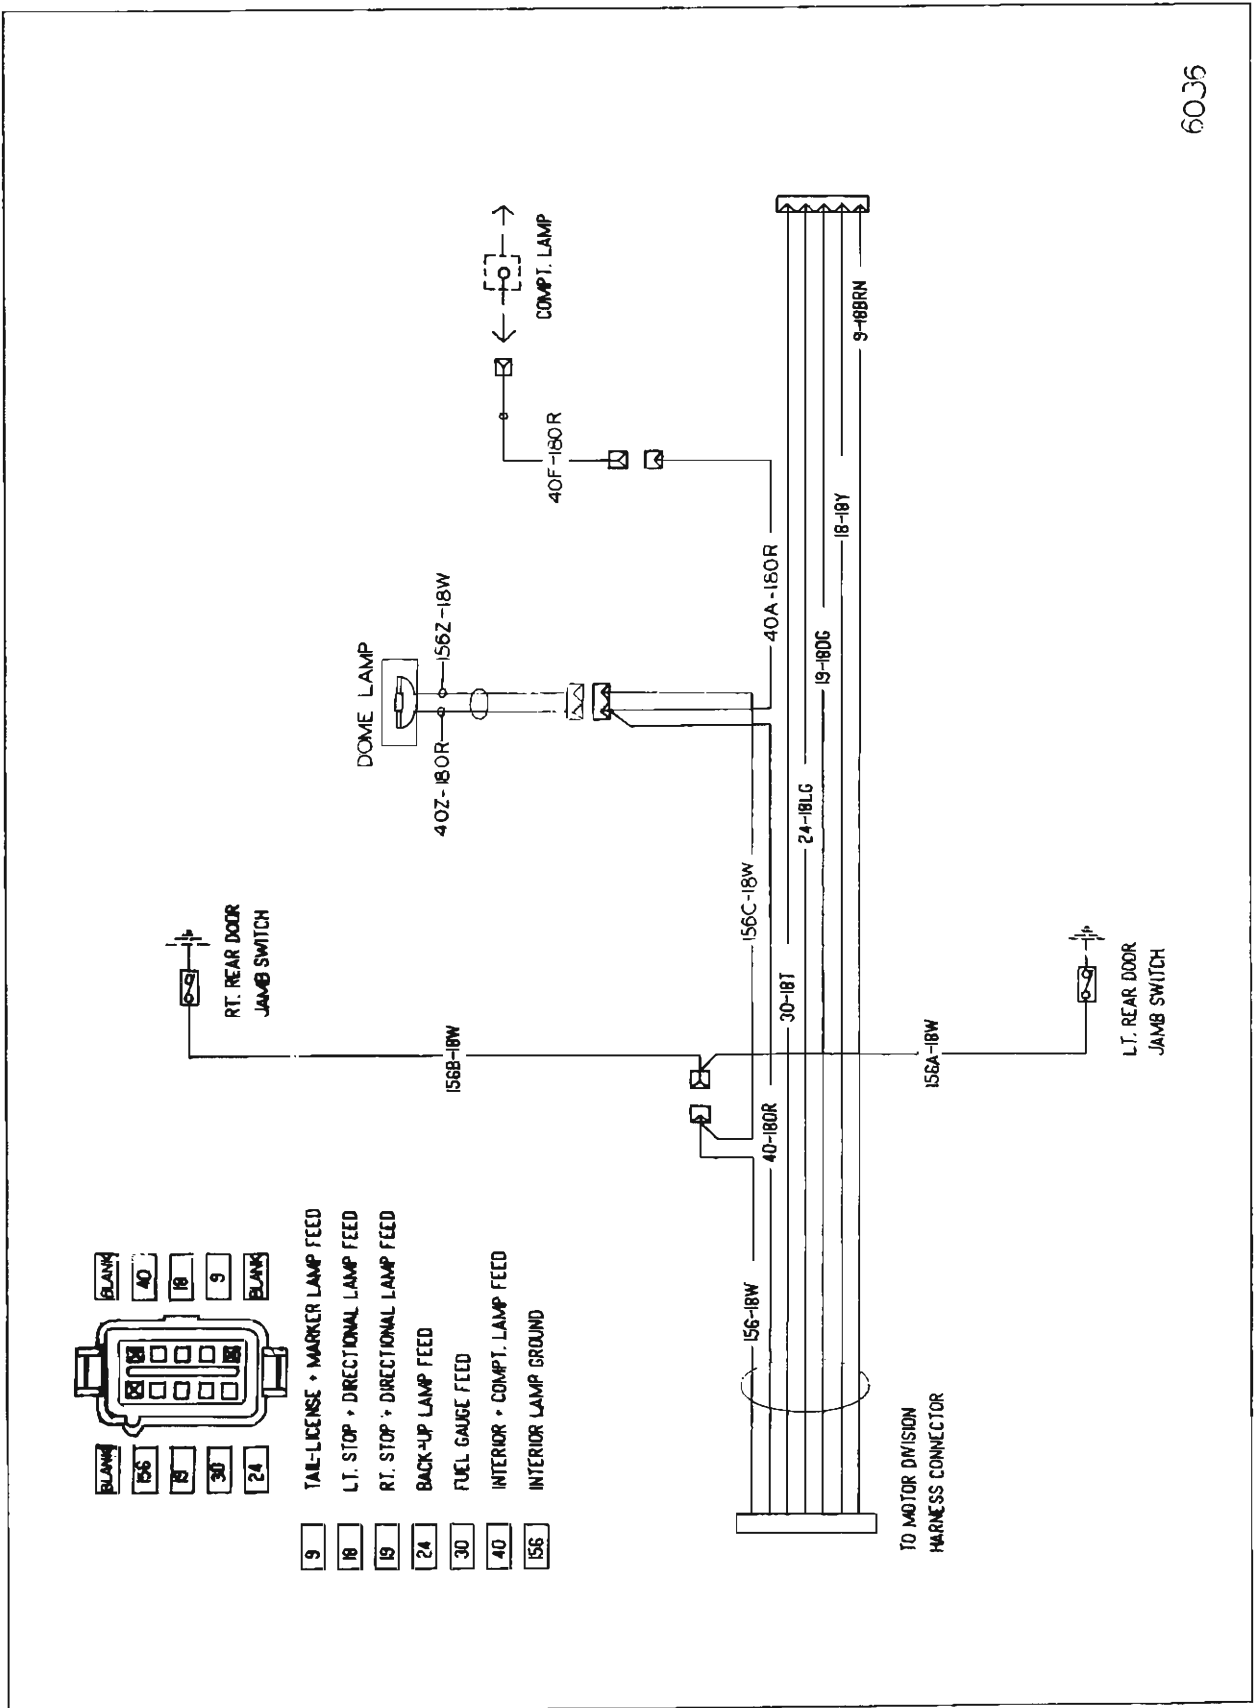 BLANK BLANK
156 40
19 18
30 9
24 BLANK
9 TAIL-LICENSE + MARKER LAMP FEED
18 LT. STOP + DIRECTIONAL LAMP FEED
19 RT. STOP + DIRECTIONAL LAMP FEED
24 BACK-UP LAMP FEED
30 FUEL GAUGE FEED
40 INTERIOR + COMPT. LAMP FEED
156 INTERIOR LAMP GROUND
RT. REAR DOOR
JAMB SWITCH
DOME LAMP
40Z-18OR
156Z-18W
COMPT. LAMP
40F-18OR
156B-18W
156-18W
156C-18W
40-18OR
40A-18OR
30-18T
24-18LG
19-18DG
18-18Y
9-18BRN
TO MOTOR DIVISION
HARNESS CONNECTOR
156A-18W
LT. REAR DOOR
JAMB SWITCH
6036